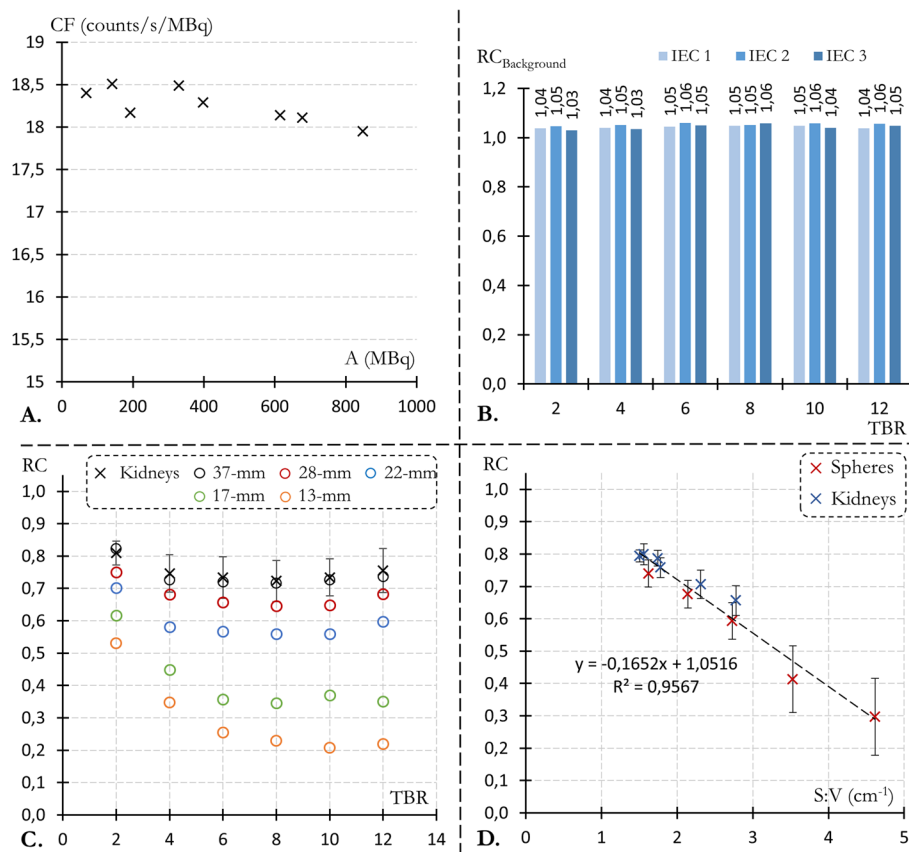 CF (counts/s/MBq)
19
18,5
18
17,5
17
16,5
16
15,5
15
0 200 400 600 800 1000
A (MBq)
A.
RC Background
IEC 1 IEC 2 IEC 3
1,2
1,0
0,8
0,6
0,4
0,2
0,0
1,04 1,05 1,03 1,04 1,05 1,03 1,04 1,06 1,05 1,05 1,05 1,06 1,05 1,06 1,04 1,04 1,06 1,05
2 4 6 8 10 12
TBR
B.
RC
Kidneys 37-mm 28-mm 22-mm
17-mm 13-mm
1,0
0,9
0,8
0,7
0,6
0,5
0,4
0,3
0,2
0,1
0,0
0 2 4 6 8 10 12 14
TBR
C.
RC
Spheres
Kidneys
1,0
0,9
0,8
0,7
0,6
0,5
0,4
0,3
0,2
0,1
0,0
y = -0,1652x + 1,0516
R² = 0,9567
S:V (cm⁻¹)
0 1 2 3 4 5
D.